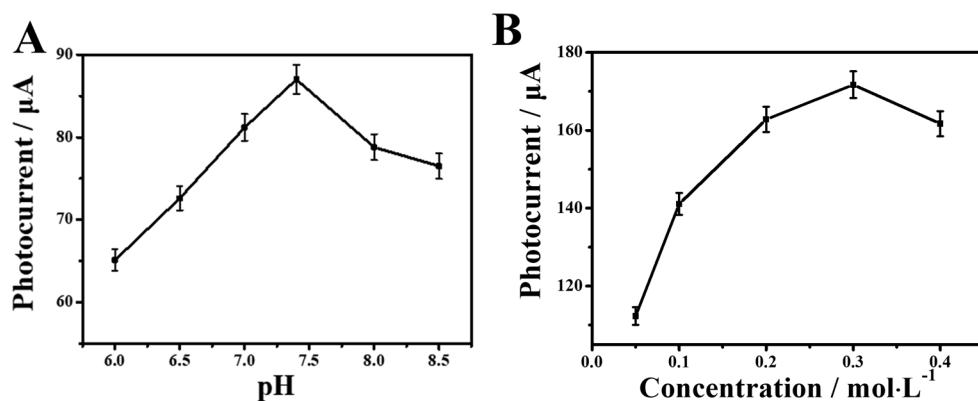 A
Photocurrent / μA
90
80
70
60
6.0 6.5 7.0 7.5 8.0 8.5
pH
B
Photocurrent / μA
180
160
140
120
0.0 0.1 0.2 0.3 0.4
Concentration / mol·L⁻¹